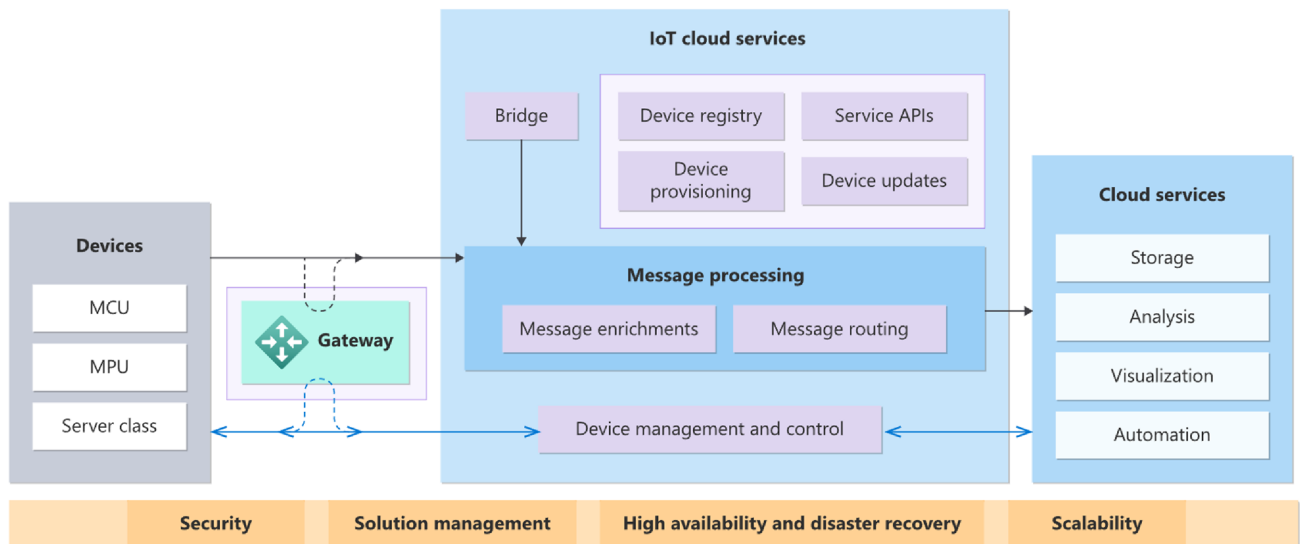 IoT cloud services
Bridge
Device registry
Service APIs
Device
provisioning
Device updates
Cloud services
Devices
Storage
Message processing
MCU
Analysis
Message enrichments
Message routing
Gateway
MPU
Visualization
Server class
Device management and control
Automation
Security
Solution management
High availability and disaster recovery
Scalability